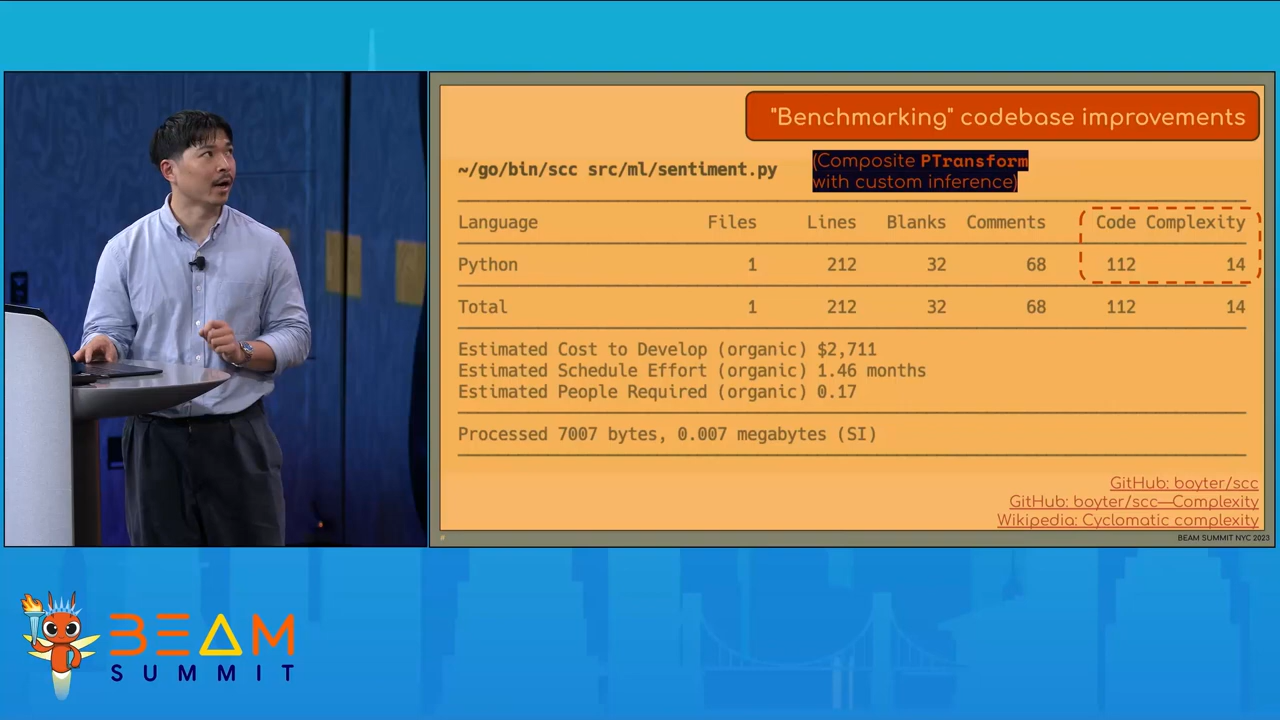 "Benchmarking" codebase improvements
~/go/bin/scc src/ml/sentiment.py
(Composite PTransform
with custom inference)
Language Files Lines Blanks Comments Code Complexity
Python 1 212 32 68 112 14
Total 1 212 32 68 112 14
Estimated Cost to Develop (organic) $2,711
Estimated Schedule Effort (organic) 1.46 months
Estimated People Required (organic) 0.17
Processed 7007 bytes, 0.007 megabytes (SI)
GitHub: boyter/scc
GitHub: boyter/scc—Complexity
Wikipedia: Cyclomatic complexity
# BEAM SUMMIT NYC 2023
BEAM
SUMMIT